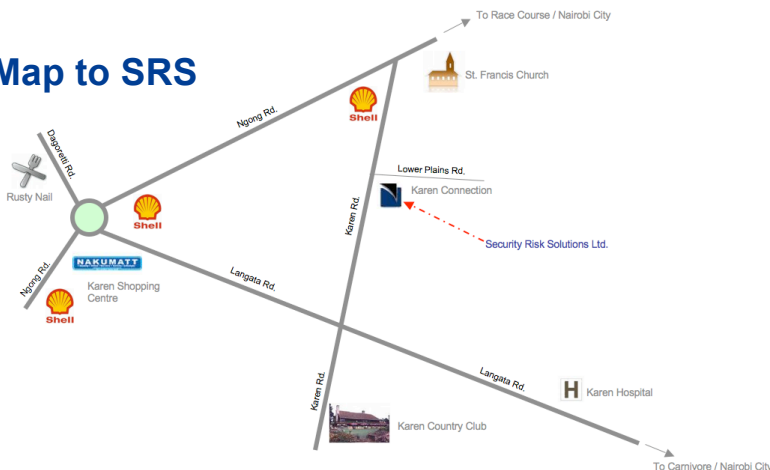 To Race Course / Nairobi City
Map to SRS
St. Francis Church
Shell
Ngong Rd.
Dagoretti Rd.
Lower Plains Rd.
Karen Connection
Rusty Nail
Karen Rd.
Shell
Security Risk Solutions Ltd.
NAKUMATT
Ngong Rd.
Langata Rd.
Karen Shopping
Centre
Shell
Langata Rd.
Karen Rd.
H
Karen Hospital
Karen Country Club
To Carnivore / Nairobi City